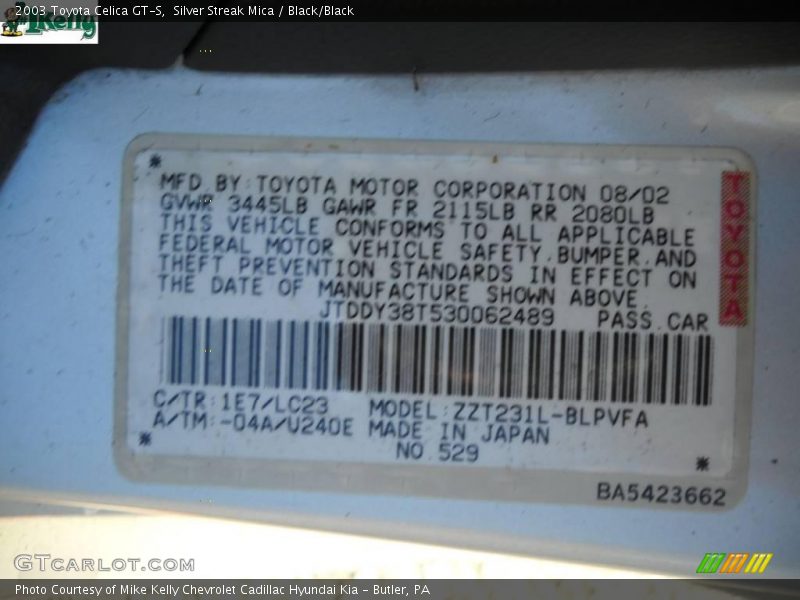 2003 Toyota Celica GT-S, Silver Streak Mica / Black/Black
Kelly
MFD BY:TOYOTA MOTOR CORPORATION 08/02
GVWR 3445LB GAWR FR 2115LB RR 2080LB
THIS VEHICLE CONFORMS TO ALL APPLICABLE
FEDERAL MOTOR VEHICLE SAFETY,BUMPER,AND
THEFT PREVENTION STANDARDS IN EFFECT ON
THE DATE OF MANUFACTURE SHOWN ABOVE.
JTDDY38T530062489 PASS.CAR
C/TR:1E7/LC23 MODEL:ZZT231L-BLPVFA
A/TM:-04A/U240E MADE IN JAPAN
NO.529
TOYOTA
BA5423662
GTcarlot.com
Photo Courtesy of Mike Kelly Chevrolet Cadillac Hyundai Kia - Butler, PA